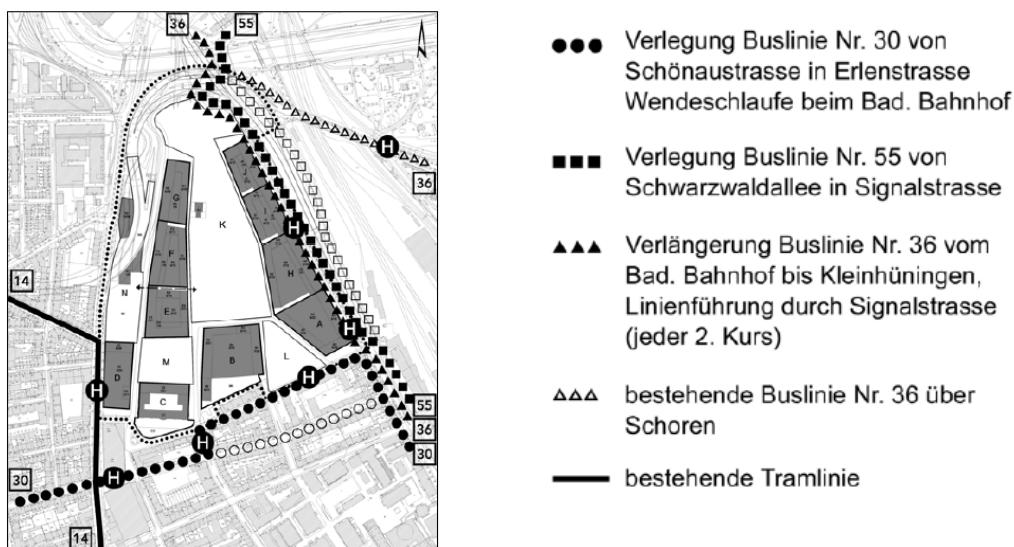 36
55
H
36
J
G
K
I
H
F
H
14
N
E
A
H
M
B
L
D
H
C
H
H
55
36
30
30
H
14
Verlegung Buslinie Nr. 30 von
Schönaustrasse in Erlenstrasse
Wendeschlaufe beim Bad. Bahnhof
Verlegung Buslinie Nr. 55 von
Schwarzwaldallee in Signalstrasse
Verlängerung Buslinie Nr. 36 vom
Bad. Bahnhof bis Kleinhüningen,
Linienführung durch Signalstrasse
(jeder 2. Kurs)
bestehende Buslinie Nr. 36 über
Schoren
bestehende Tramlinie